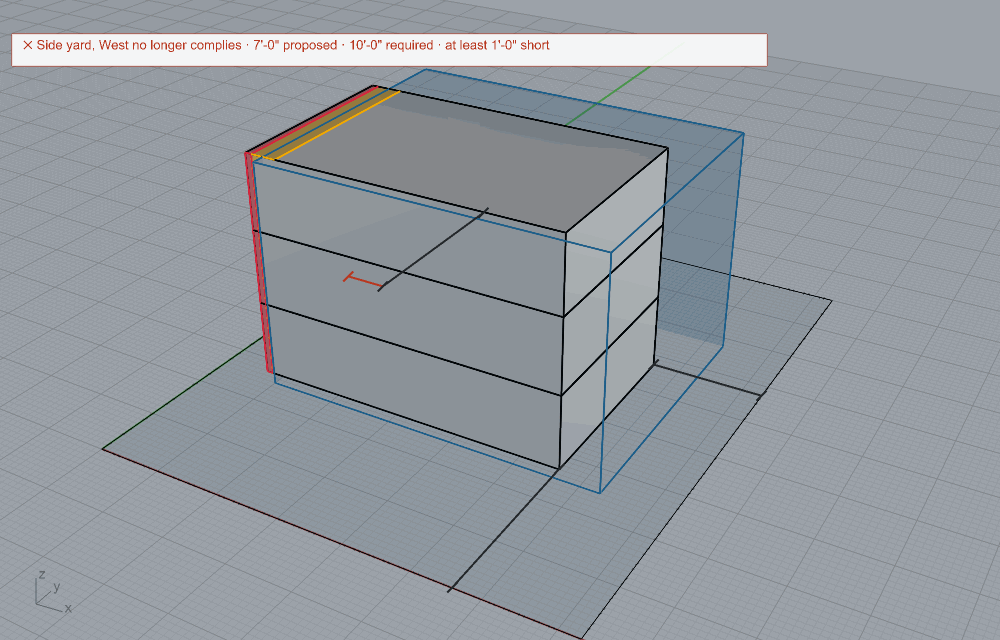 × Side yard, West no longer complies · 7'-0" proposed · 10'-0" required · at least 1'-0" short
z
y
x